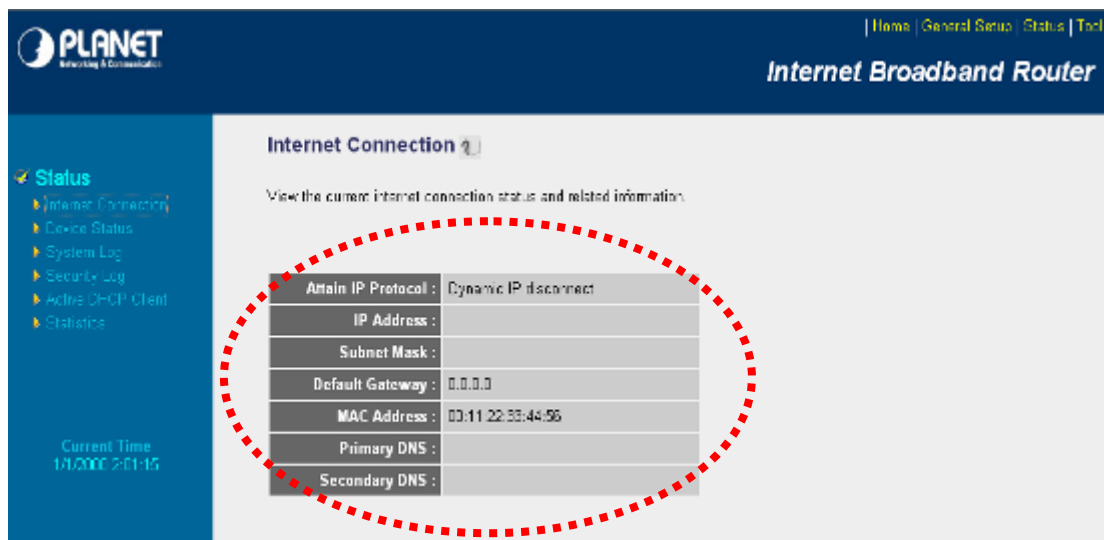 PLANET
Networking & Communication
| Home | General Setup | Status | Tool
Internet Broadband Router
Status
Internet Connection
Device Status
System Log
Security Log
Active DHCP Client
Statistics
Current Time
1/1/2000 2:01:15
Internet Connection
View the current internet connection status and related information.
Attain IP Protocol : Dynamic IP disconnect
IP Address :
Subnet Mask :
Default Gateway : 0.0.0.0
MAC Address : 00:11:22:33:44:56
Primary DNS :
Secondary DNS :